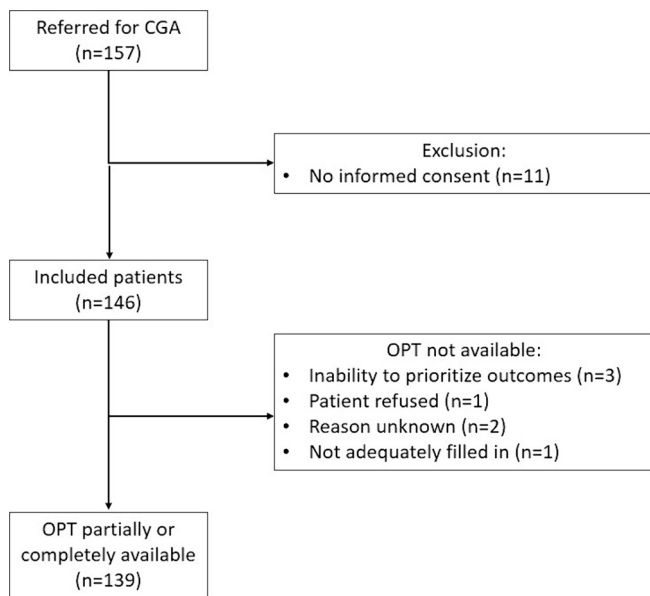 Referred for CGA
(n=157)
Exclusion:
• No informed consent (n=11)
Included patients
(n=146)
OPT not available:
• Inability to prioritize outcomes (n=3)
• Patient refused (n=1)
• Reason unknown (n=2)
• Not adequately filled in (n=1)
OPT partially or
completely available
(n=139)